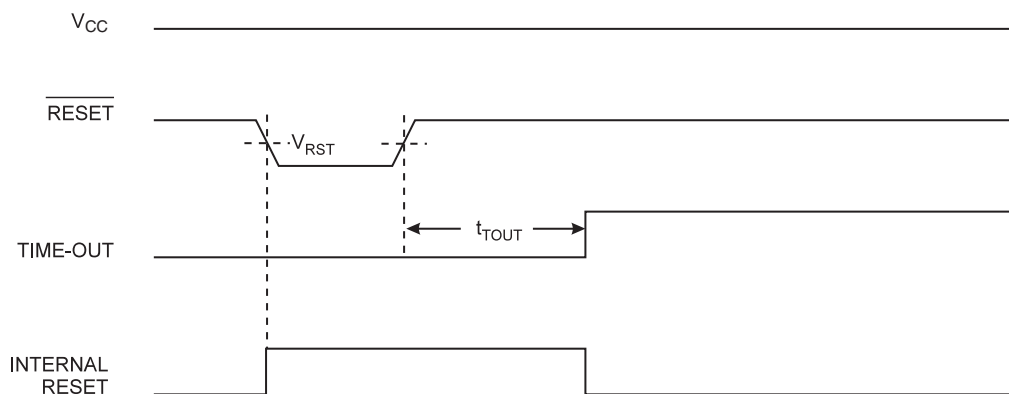 VCC
RESET
VRST
tTOUT
TIME-OUT
INTERNAL
RESET